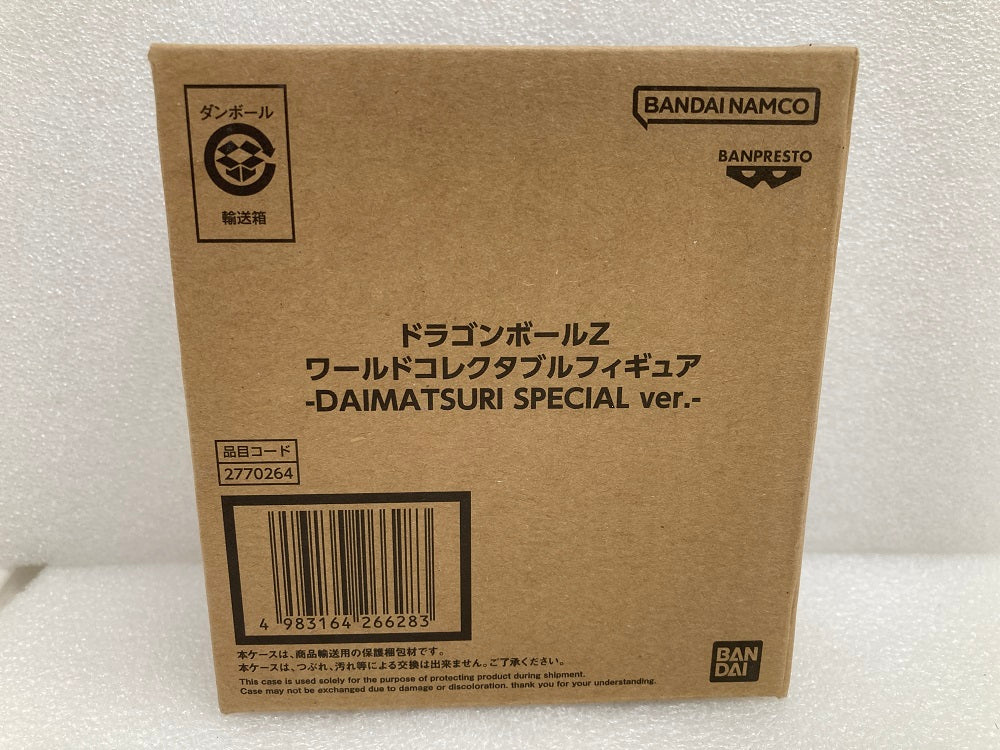 ダンボール
輸送箱
BANDAI NAMCO
BANPRESTO
ドラゴンボールZ
ワールドコレクタブルフィギュア
-DAIMATSURI SPECIAL ver.-
品目コード
2770264
4 983164 266283
本ケースは、商品輸送用の保護梱包材です。
本ケースは、つぶれ、汚れ等による交換は出来ません。ご了承ください。
This case is used solely for the purpose of protecting product during shipment.
Case may not be exchanged due to damage or discoloration. thank you for your understanding.
BAN
DAI